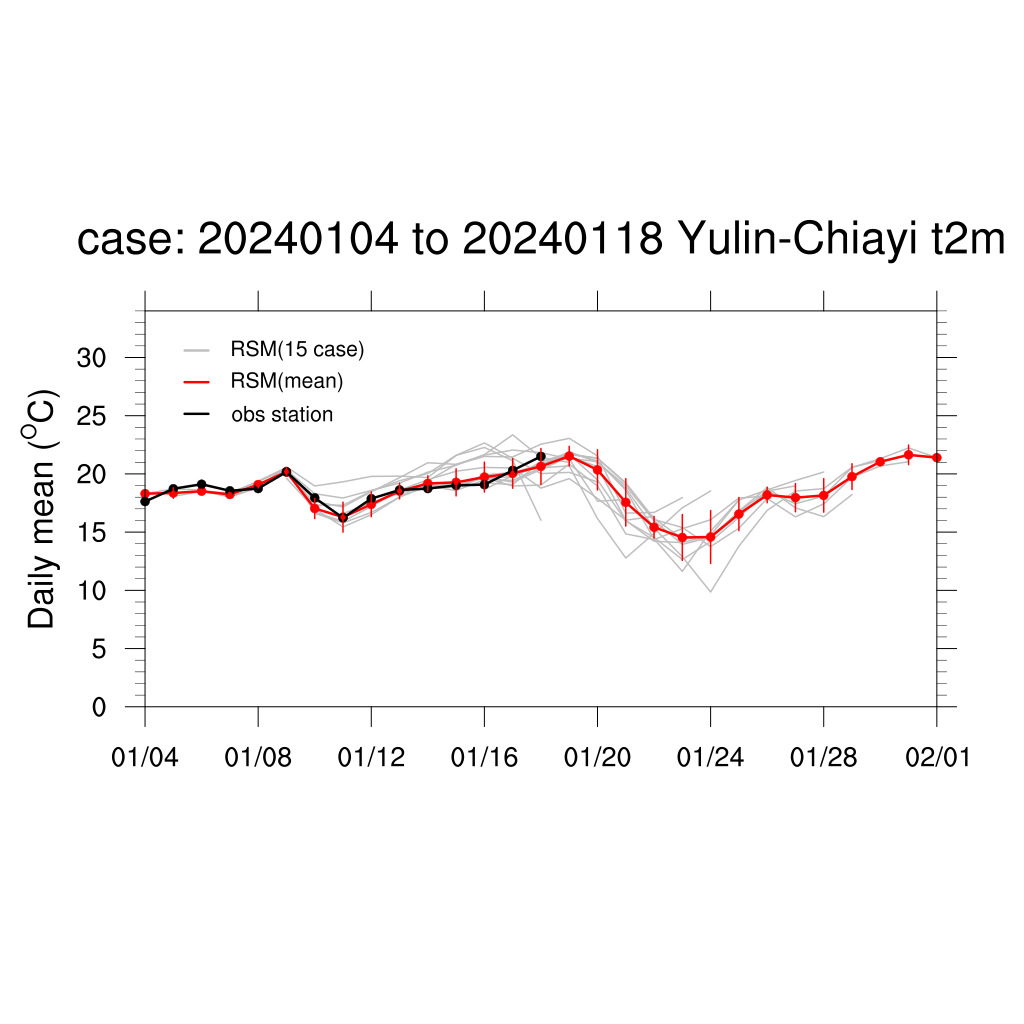 case: 20240104 to 20240118 Yulin-Chiayi t2m
RSM(15 case)
RSM(mean)
obs station
Daily mean (OC)
30
25
20
15
10
5
0
01/04 01/08 01/12 01/16 01/20 01/24 01/28 02/01